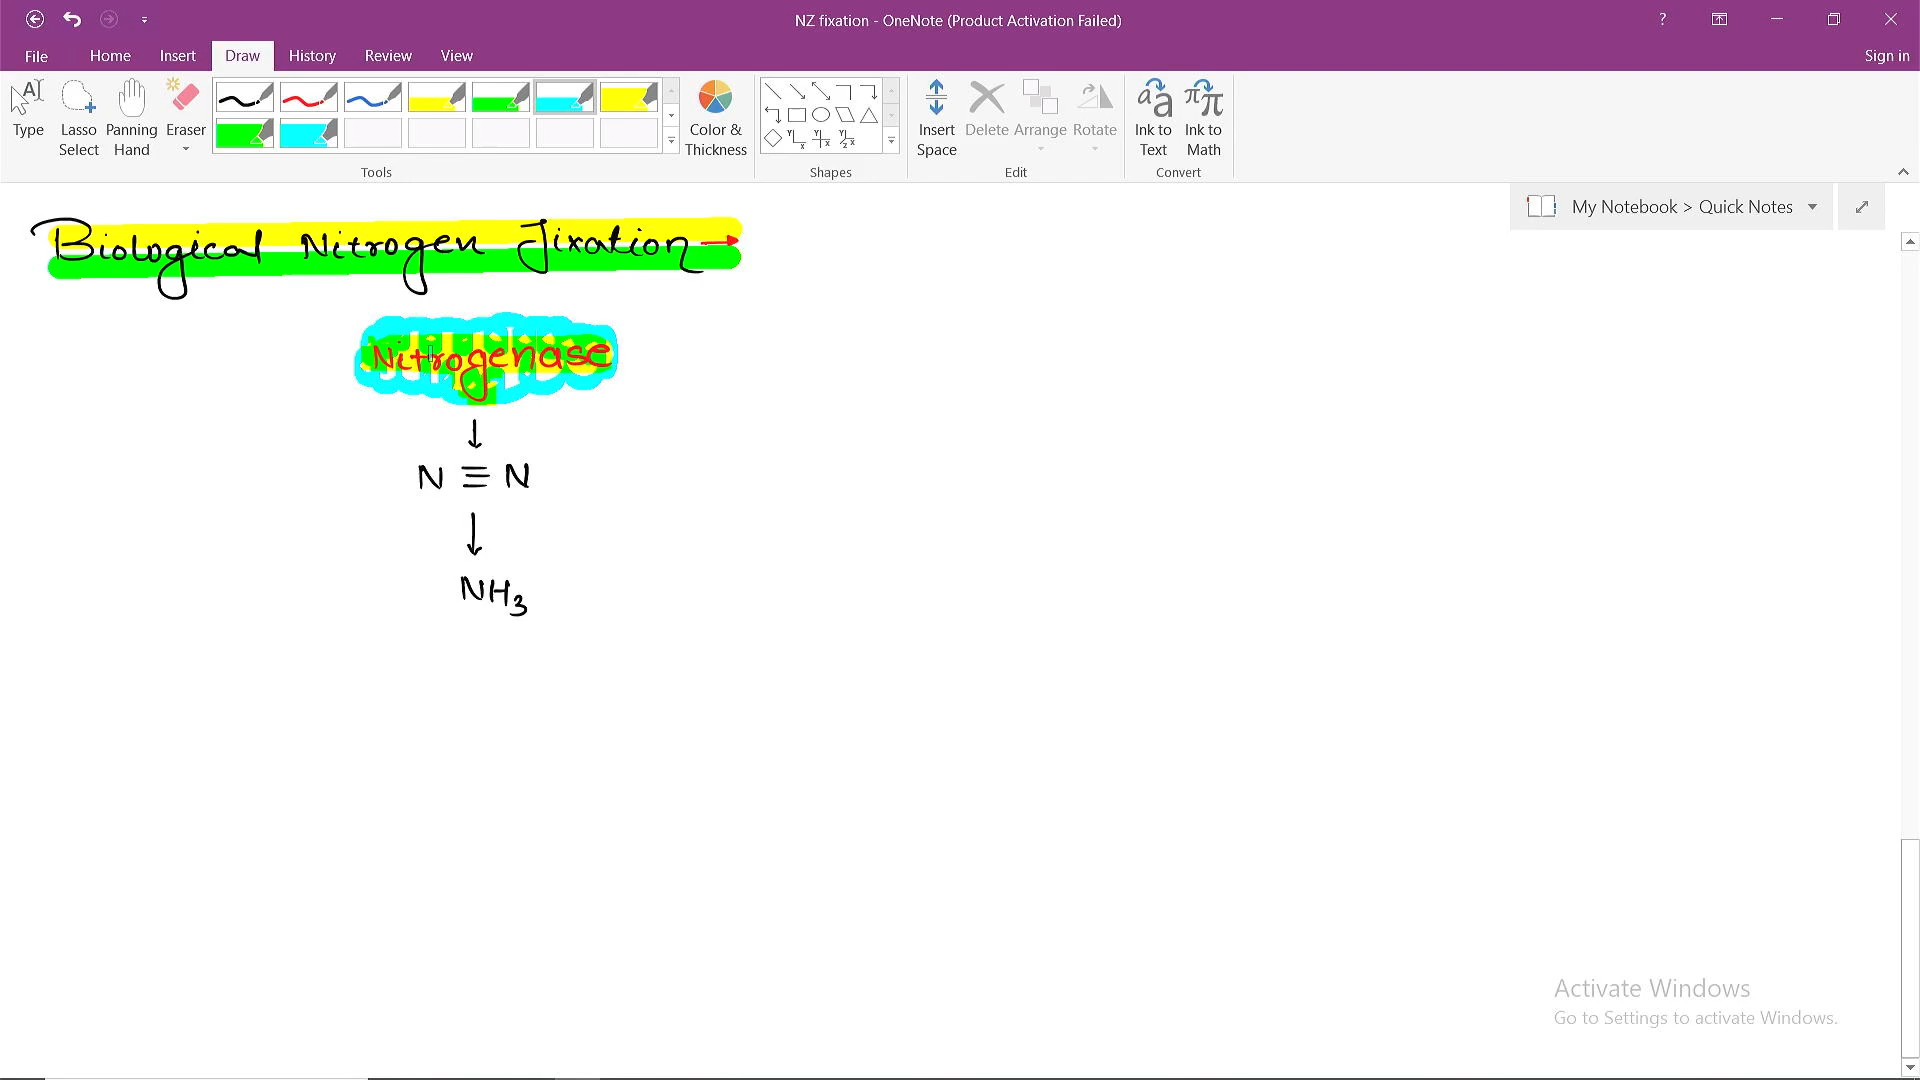 NZ fixation - OneNote (Product Activation Failed)
?
File Home Insert Draw History Review View Sign in
Type Lasso Select Panning Hand Eraser Color & Thickness Insert Space Delete Arrange Rotate Ink to Text Ink to Math
Tools Shapes Edit Convert
My Notebook > Quick Notes
Biological Nitrogen Fixation →
Nitrogenase
↓
N ≡ N
↓
NH₃
Activate Windows
Go to Settings to activate Windows.